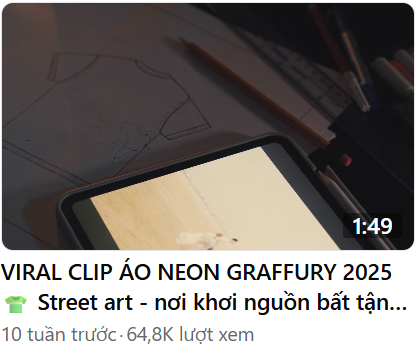 1:49
VIRAL CLIP ÁO NEON GRAFFURY 2025
👕 Street art - nơi khơi nguồn bất tận...
10 tuần trước · 64,8K lượt xem